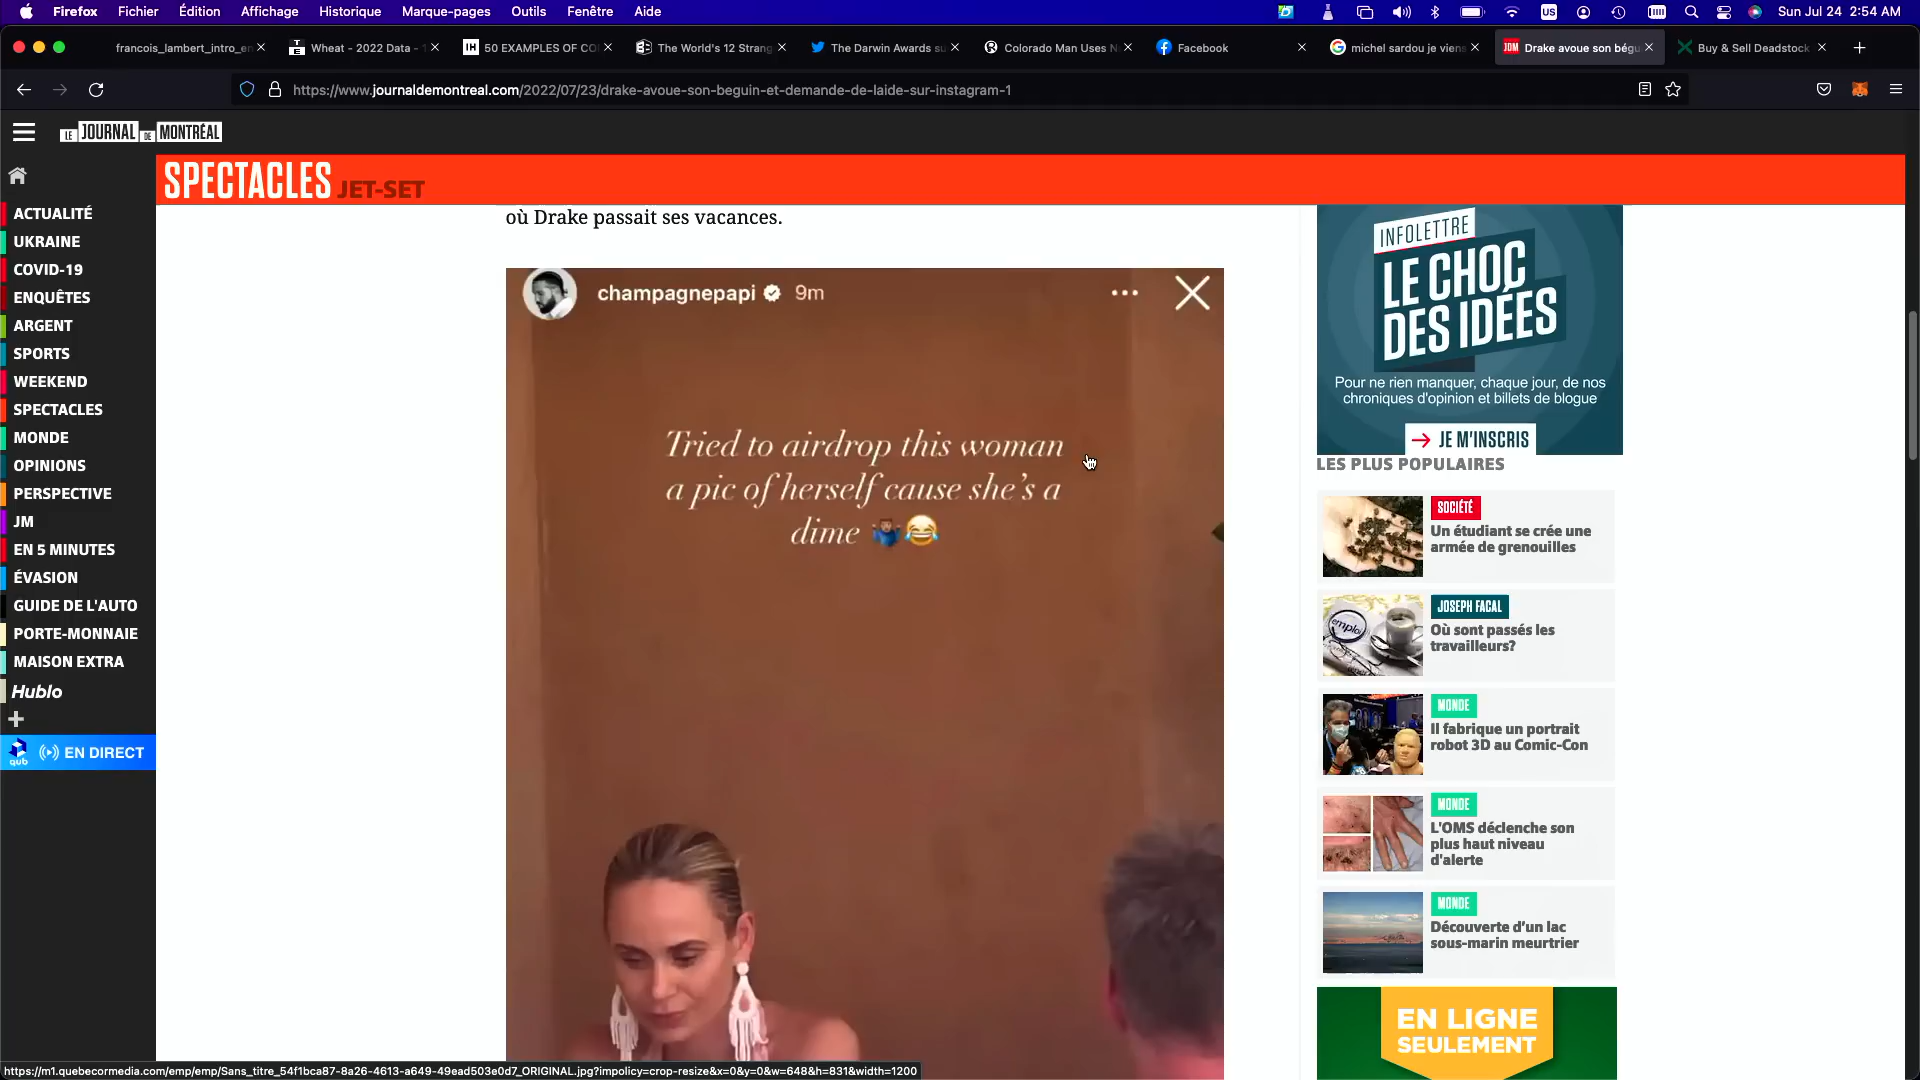 Firefox Fichier Édition Affichage Historique Marque-pages Outils Fenêtre Aide
US
Sun Jul 24 2:54 AM
francois_lambert_intro_en
Wheat - 2022 Data - 1
50 EXAMPLES OF CO
The World's 12 Strang
The Darwin Awards su
Colorado Man Uses N
Facebook
michel sardou je viens
JDM Drake avoue son bégu
Buy & Sell Deadstock
https://www.journaldemontreal.com/2022/07/23/drake-avoue-son-beguin-et-demande-de-laide-sur-instagram-1
LE JOURNAL DE MONTRÉAL
SPECTACLES JET-SET
ACTUALITÉ
UKRAINE
COVID-19
ENQUÊTES
ARGENT
SPORTS
WEEKEND
SPECTACLES
MONDE
OPINIONS
PERSPECTIVE
JM
EN 5 MINUTES
ÉVASION
GUIDE DE L'AUTO
PORTE-MONNAIE
MAISON EXTRA
Hublo
qub EN DIRECT
où Drake passait ses vacances.
champagnepapi 9m
Tried to airdrop this woman
a pic of herself cause she's a
dime 🤷🏾‍♂️😂
INFOLETTRE
LE CHOC
DES IDÉES
Pour ne rien manquer, chaque jour, de nos
chroniques d'opinion et billets de blogue
→ JE M'INSCRIS
LES PLUS POPULAIRES
SOCIÉTÉ
Un étudiant se crée une
armée de grenouilles
emploi
JOSEPH FACAL
Où sont passés les
travailleurs?
MONDE
Il fabrique un portrait
robot 3D au Comic-Con
MONDE
L'OMS déclenche son
plus haut niveau
d'alerte
MONDE
Découverte d'un lac
sous-marin meurtrier
EN LIGNE
SEULEMENT
https://m1.quebecormedia.com/emp/emp/Sans_titre_54f1bca87-8a26-4613-a649-49ead503e0d7_ORIGINAL.jpg?impolicy=crop-resize&x=0&y=0&w=648&h=831&width=1200